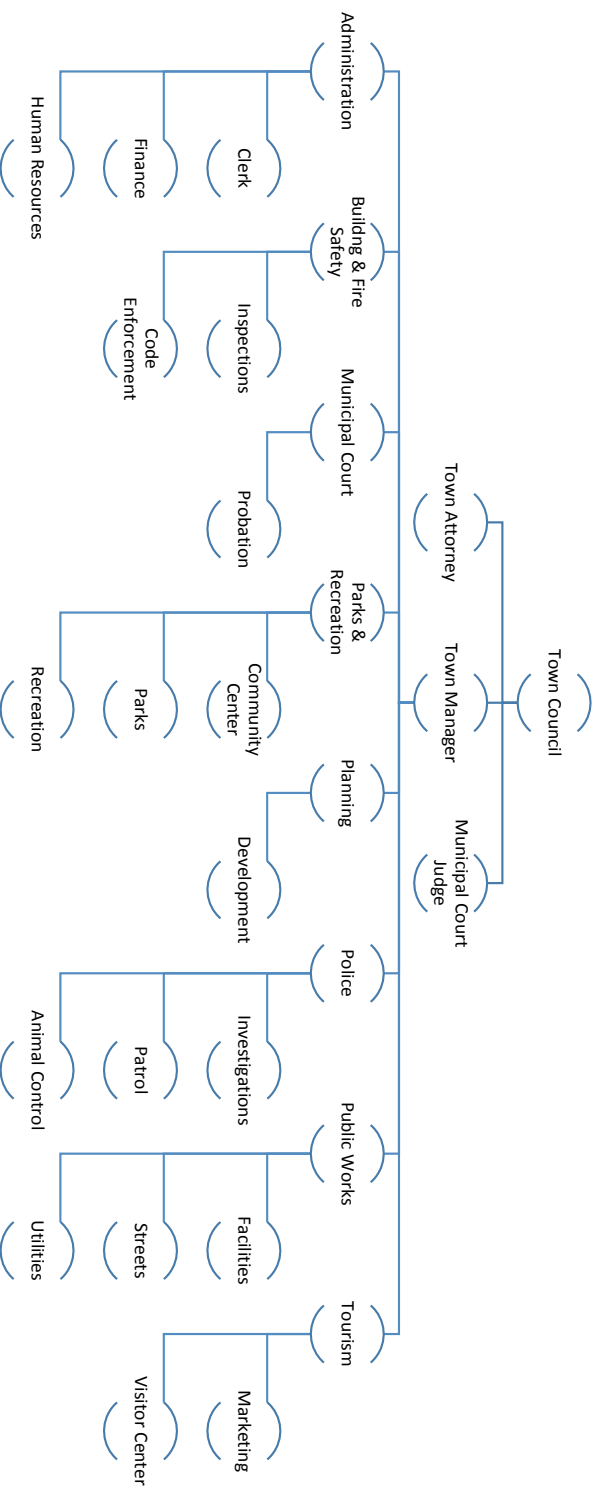 Town Council
Town Attorney
Town Manager
Municipal Court
Judge
Administration
Clerk
Finance
Human Resources
Buildng & Fire
Safety
Inspections
Code
Enforcement
Municipal Court
Probation
Parks &
Recreation
Community
Center
Parks
Recreation
Planning
Development
Police
Investigations
Patrol
Animal Control
Public Works
Facilities
Streets
Utilities
Tourism
Marketing
Visitor Center